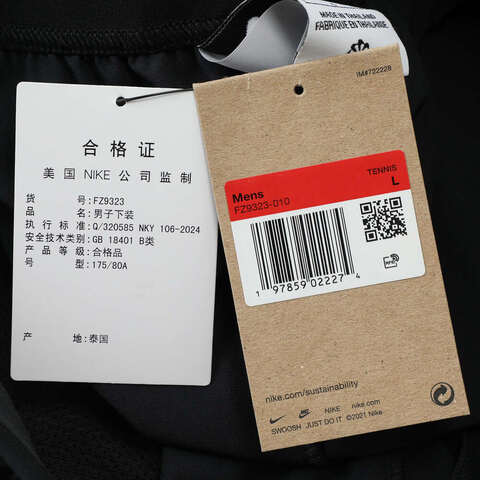 MADE IN THAILAND
FABRIQUÉ EN THAÏLANDE
合格证
美国 NIKE 公司监制
货 号: FZ9323
品 名: 男子下装
执行标准: Q/320585 NKY 106-2024
安全技术类别: GB 18401 B类
产品等级: 合格品
号 型: 175/80A
产 地: 泰国
IM#722228
TENNIS
Mens
L
FZ9323-010
1 97859 02227 4
RFID
nike.com/sustainability
NIKE nike.com
SWOOSH JUST DO IT ©2021 Nike